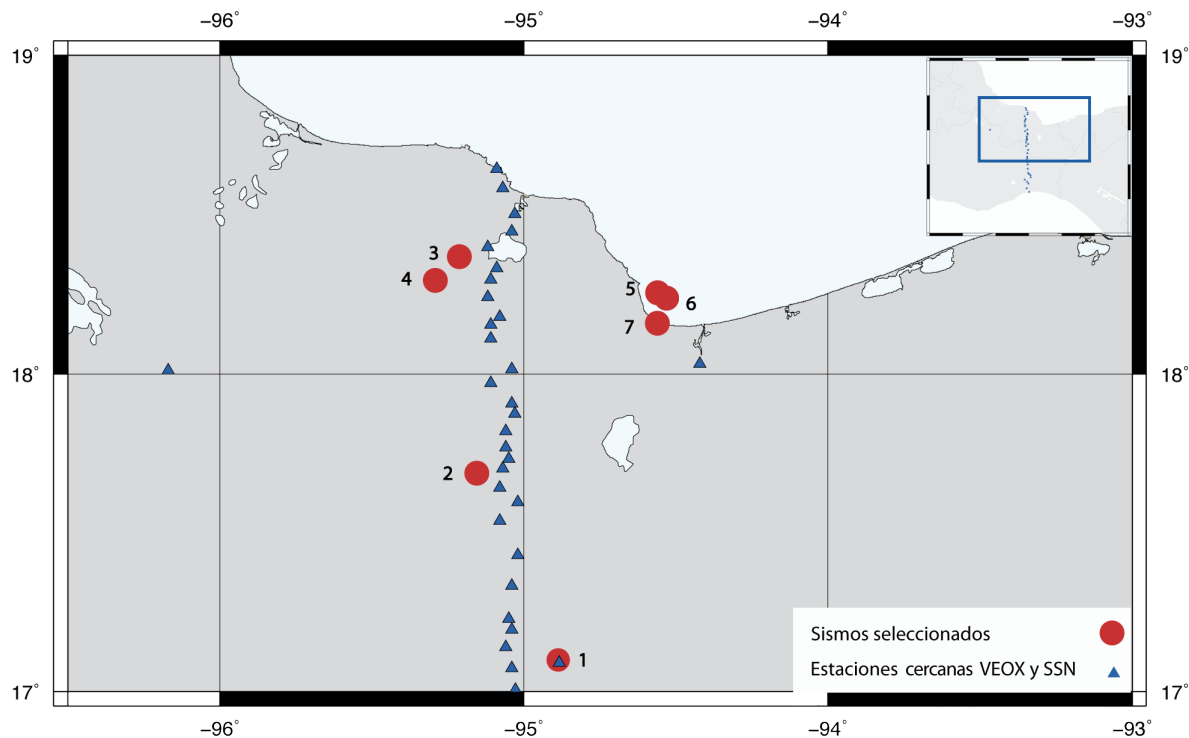 −96˚ −95˚ −94˚ −93˚
19˚ 19˚
3
4
5
6
7
18˚ 18˚
2
Sismos seleccionados
1
Estaciones cercanas VEOX y SSN
17˚ 17˚
−96˚ −95˚ −94˚ −93˚